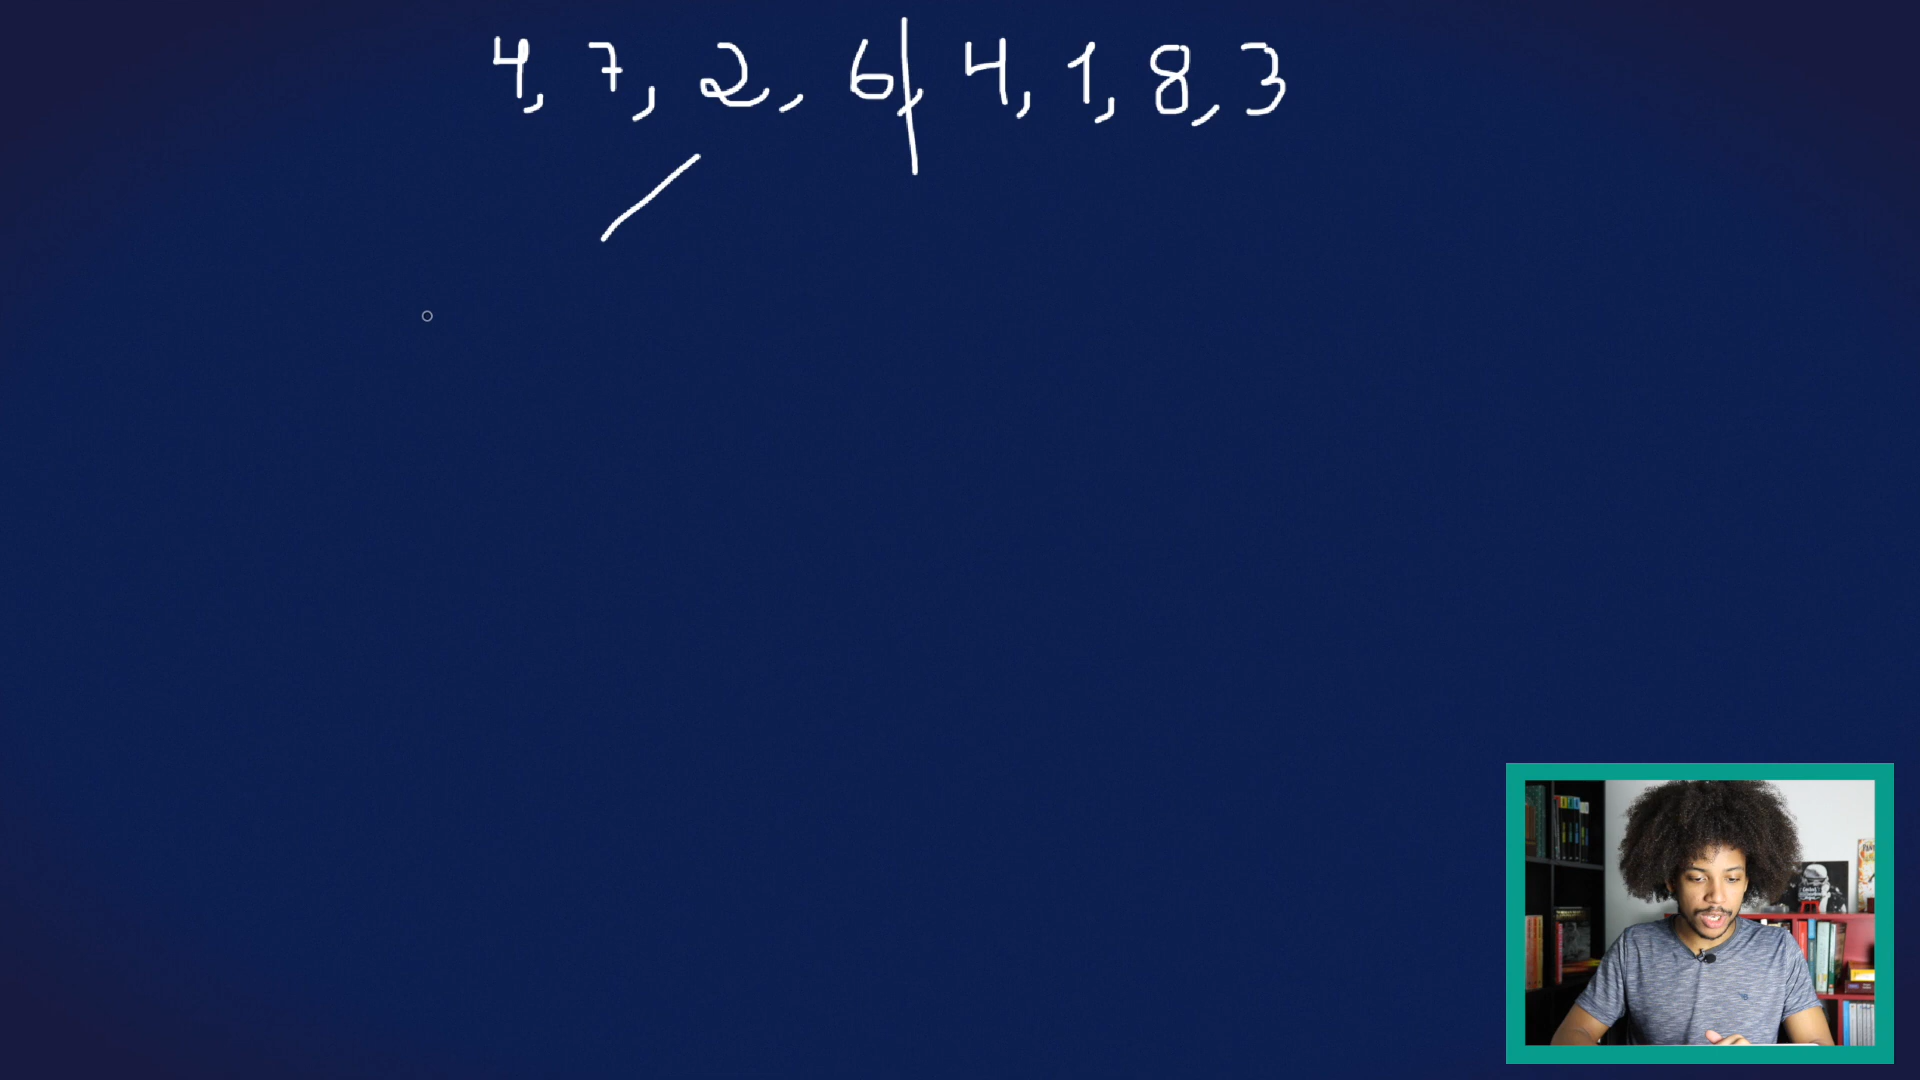 4, 7, 2, 6, 4, 1, 8, 3